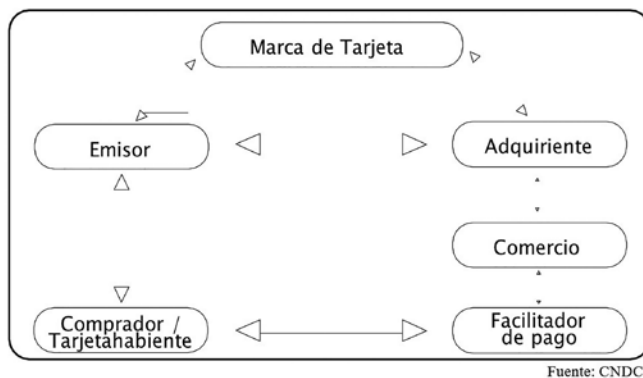 Marca de Tarjeta
Emisor
Adquiriente
Comercio
Comprador /
Tarjetahabiente
Facilitador
de pago
Fuente: CNDC